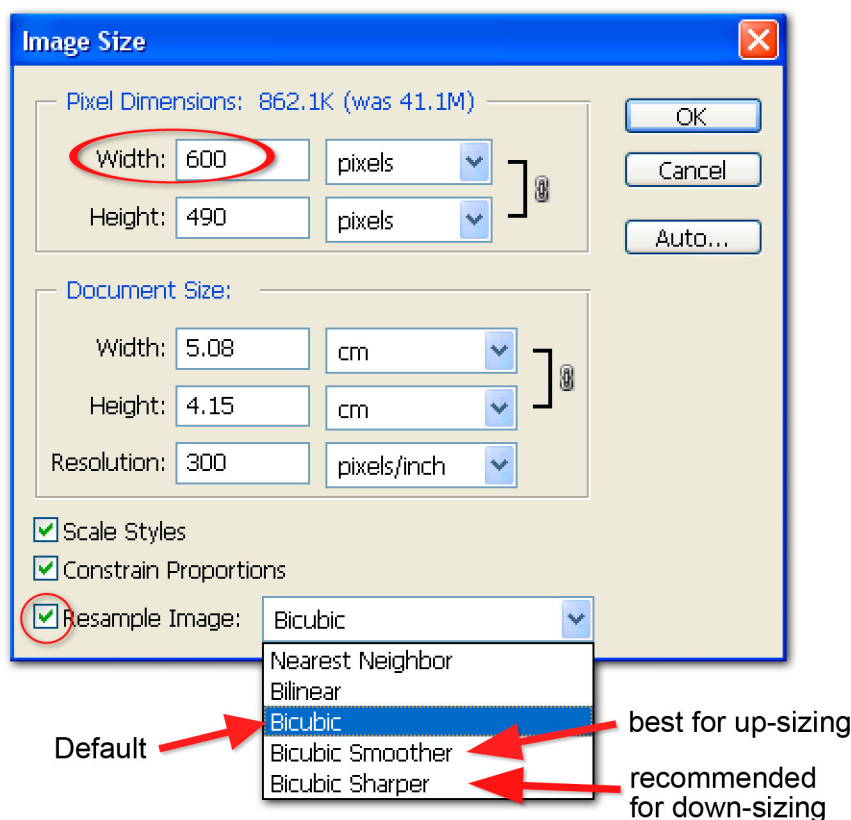 Image Size
Pixel Dimensions: 862.1K (was 41.1M)
Width: 600 pixels
Height: 490 pixels
OK
Cancel
Auto...
Document Size:
Width: 5.08 cm
Height: 4.15 cm
Resolution: 300 pixels/inch
Scale Styles
Constrain Proportions
Resample Image: Bicubic
Nearest Neighbor
Bilinear
Bicubic
Bicubic Smoother
Bicubic Sharper
Default
best for up-sizing
recommended
for down-sizing